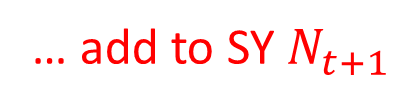 ... add to SY $N_{t+1}$